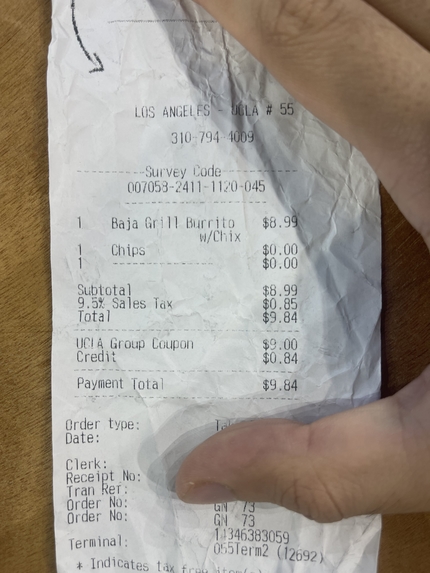 LOS ANGELES - UCLA # 55
310-794-4009
--------Survey Code--------
007058-2411-1120-045
--------------------
1 Baja Grill Burrito $8.99
w/Chix
1 Chips $0.00
1 --------------- $0.00
Subtotal $8.99
9.5% Sales Tax $0.85
Total $9.84
UCLA Group Coupon $9.00
Credit $0.84
Payment Total $9.84
Order type:
Date:
Clerk:
Receipt No:
Tran Rer:
Order No: GN 73
Order No: GN 73
11346383059
Terminal: 055Term2 (12692)
* Indicates tax free item(s)